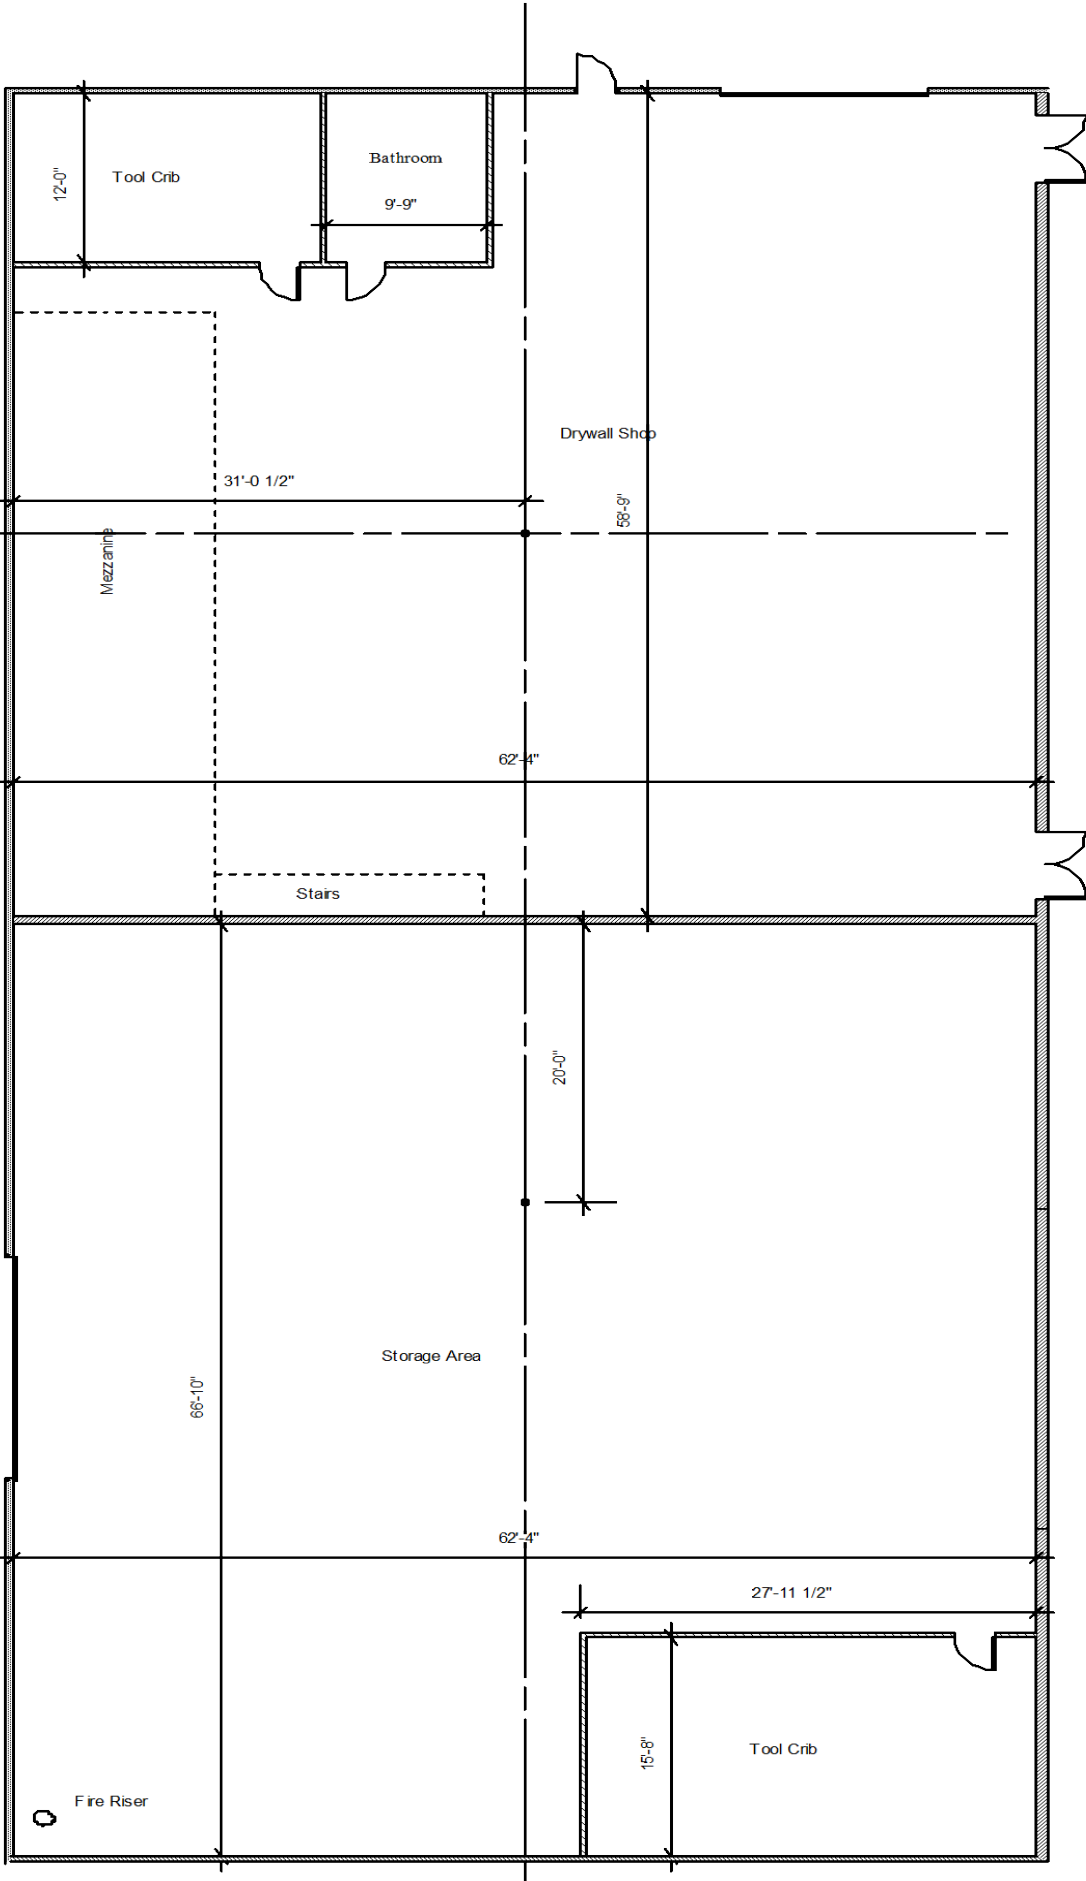 Bathroom
Tool Crib
12'-0"
9'-9"
Drywall Shop
31'-0 1/2"
58'-9"
Mezzanine
62'-4"
Stairs
20'-0"
Storage Area
66'-10"
62'-4"
27'-11 1/2"
15'-8"
Tool Crib
Fire Riser